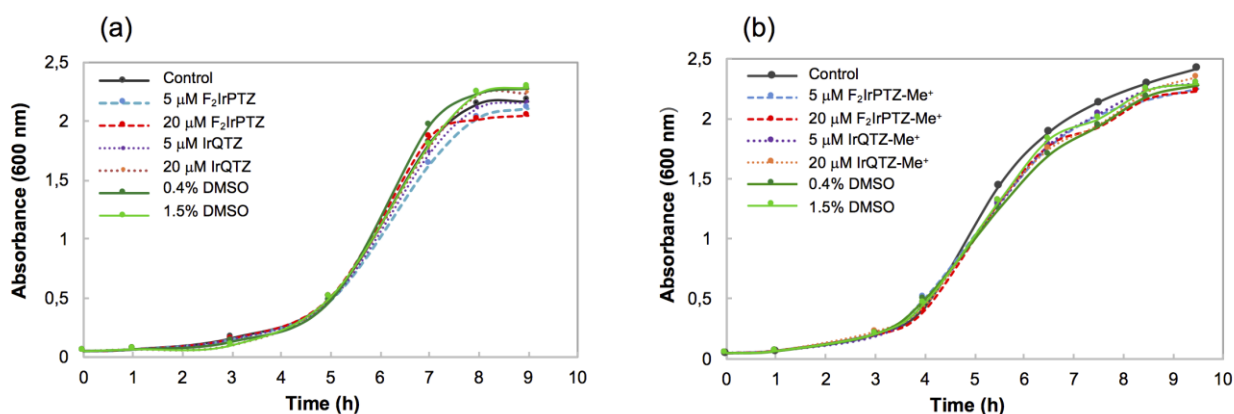 (a)
2,5
2
1,5
1
0,5
0
Absorbance (600 nm)
Control
5 µM F₂IrPTZ
20 µM F₂IrPTZ
5 µM IrQTZ
20 µM IrQTZ
0.4% DMSO
1.5% DMSO
0 1 2 3 4 5 6 7 8 9 10
Time (h)
(b)
2,5
2
1,5
1
0,5
0
Absorbance (600 nm)
Control
5 µM F₂IrPTZ-Me⁺
20 µM F₂IrPTZ-Me⁺
5 µM IrQTZ-Me⁺
20 µM IrQTZ-Me⁺
0.4% DMSO
1.5% DMSO
0 1 2 3 4 5 6 7 8 9 10
Time (h)